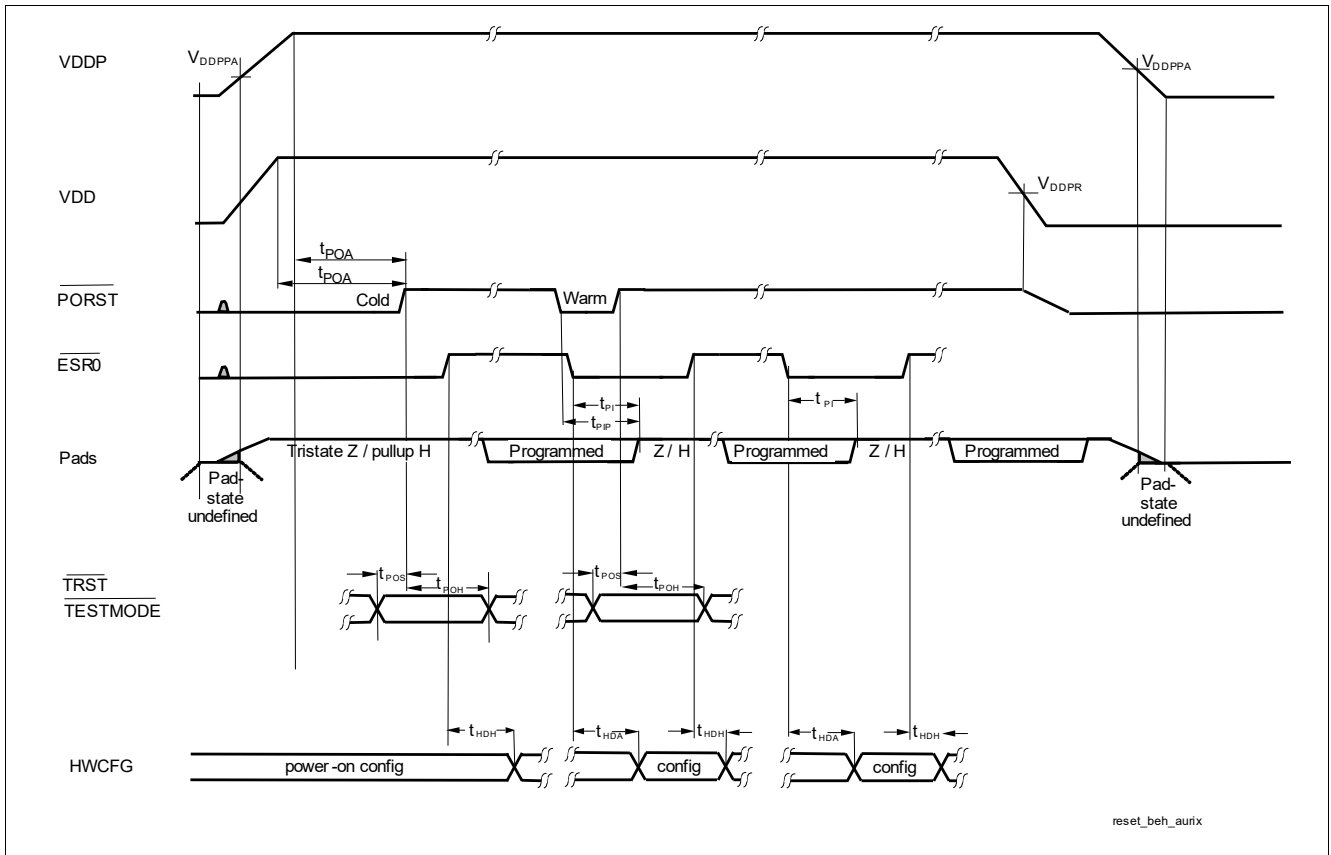 VDDP
VDDPPA
VDDPPA
VDD
VDDPR
tPOA
tPOA
PORST
Cold
Warm
ESR0
tPI
tPI
tPIP
Pads
Tristate Z / pullup H
Programmed
Z / H
Programmed
Z / H
Programmed
Pad-
state
undefined
Pad-
state
undefined
TRST
TESTMODE
tPOS
tPOH
tPOS
tPOH
HWCFG
tHDH
tHDA
tHDH
tHDA
tHDH
power -on config
config
config
reset_beh_aurix